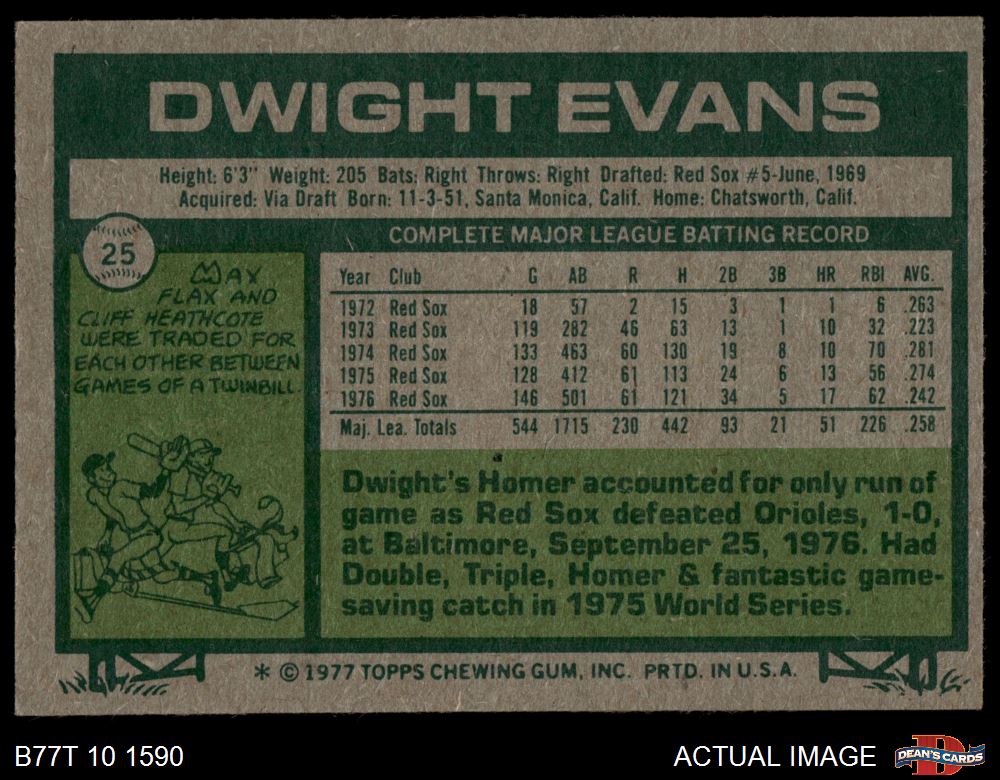 DWIGHT EVANS
Height: 6'3" Weight: 205 Bats: Right Throws: Right Drafted: Red Sox #5-June, 1969
Acquired: Via Draft Born: 11-3-51, Santa Monica, Calif. Home: Chatsworth, Calif.
25
MAX
FLAX AND
CLIFF HEATHCOTE
WERE TRADED FOR
EACH OTHER BETWEEN
GAMES OF A TWINBILL.
COMPLETE MAJOR LEAGUE BATTING RECORD
Year Club G AB R H 2B 3B HR RBI AVG.
1972 Red Sox 18 57 2 15 3 1 1 6 .263
1973 Red Sox 119 282 46 63 13 1 10 32 .223
1974 Red Sox 133 463 60 130 19 8 10 70 .281
1975 Red Sox 128 412 61 113 24 6 13 56 .274
1976 Red Sox 146 501 61 121 34 5 17 62 .242
Maj. Lea. Totals 544 1715 230 442 93 21 51 226 .258
Dwight's Homer accounted for only run of
game as Red Sox defeated Orioles, 1-0,
at Baltimore, September 25, 1976. Had
Double, Triple, Homer & fantastic game-
saving catch in 1975 World Series.
* © 1977 TOPPS CHEWING GUM, INC. PRTD. IN U.S.A.
B77T 10 1590
ACTUAL IMAGE
D
DEAN'S CARDS